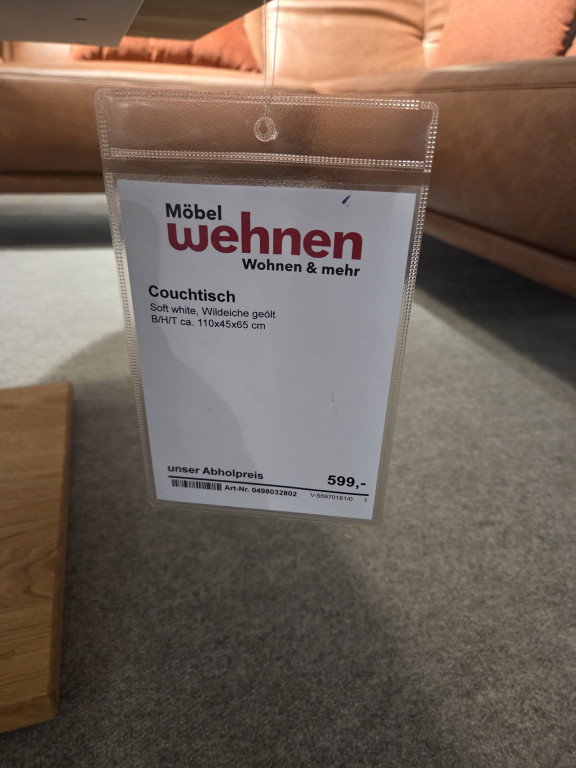 Möbel
wehnen
Wohnen & mehr
Couchtisch
Soft white, Wildeiche geölt
B/H/T ca. 110x45x65 cm
unser Abholpreis 599,-
Art-Nr. 0498032802 V-55970181/0 1